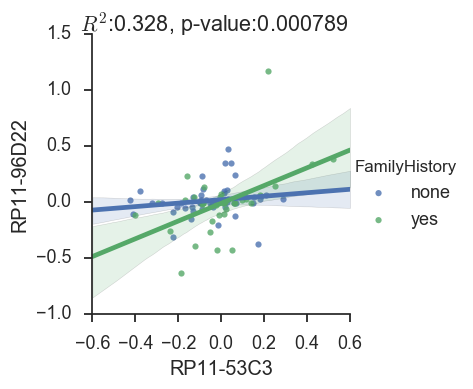 R²:0.328, p-value:0.000789
1.5
1.0
0.5
0.0
−0.5
−1.0
RP11-96D22
−0.6 −0.4 −0.2 0.0 0.2 0.4 0.6
RP11-53C3
FamilyHistory
none
yes